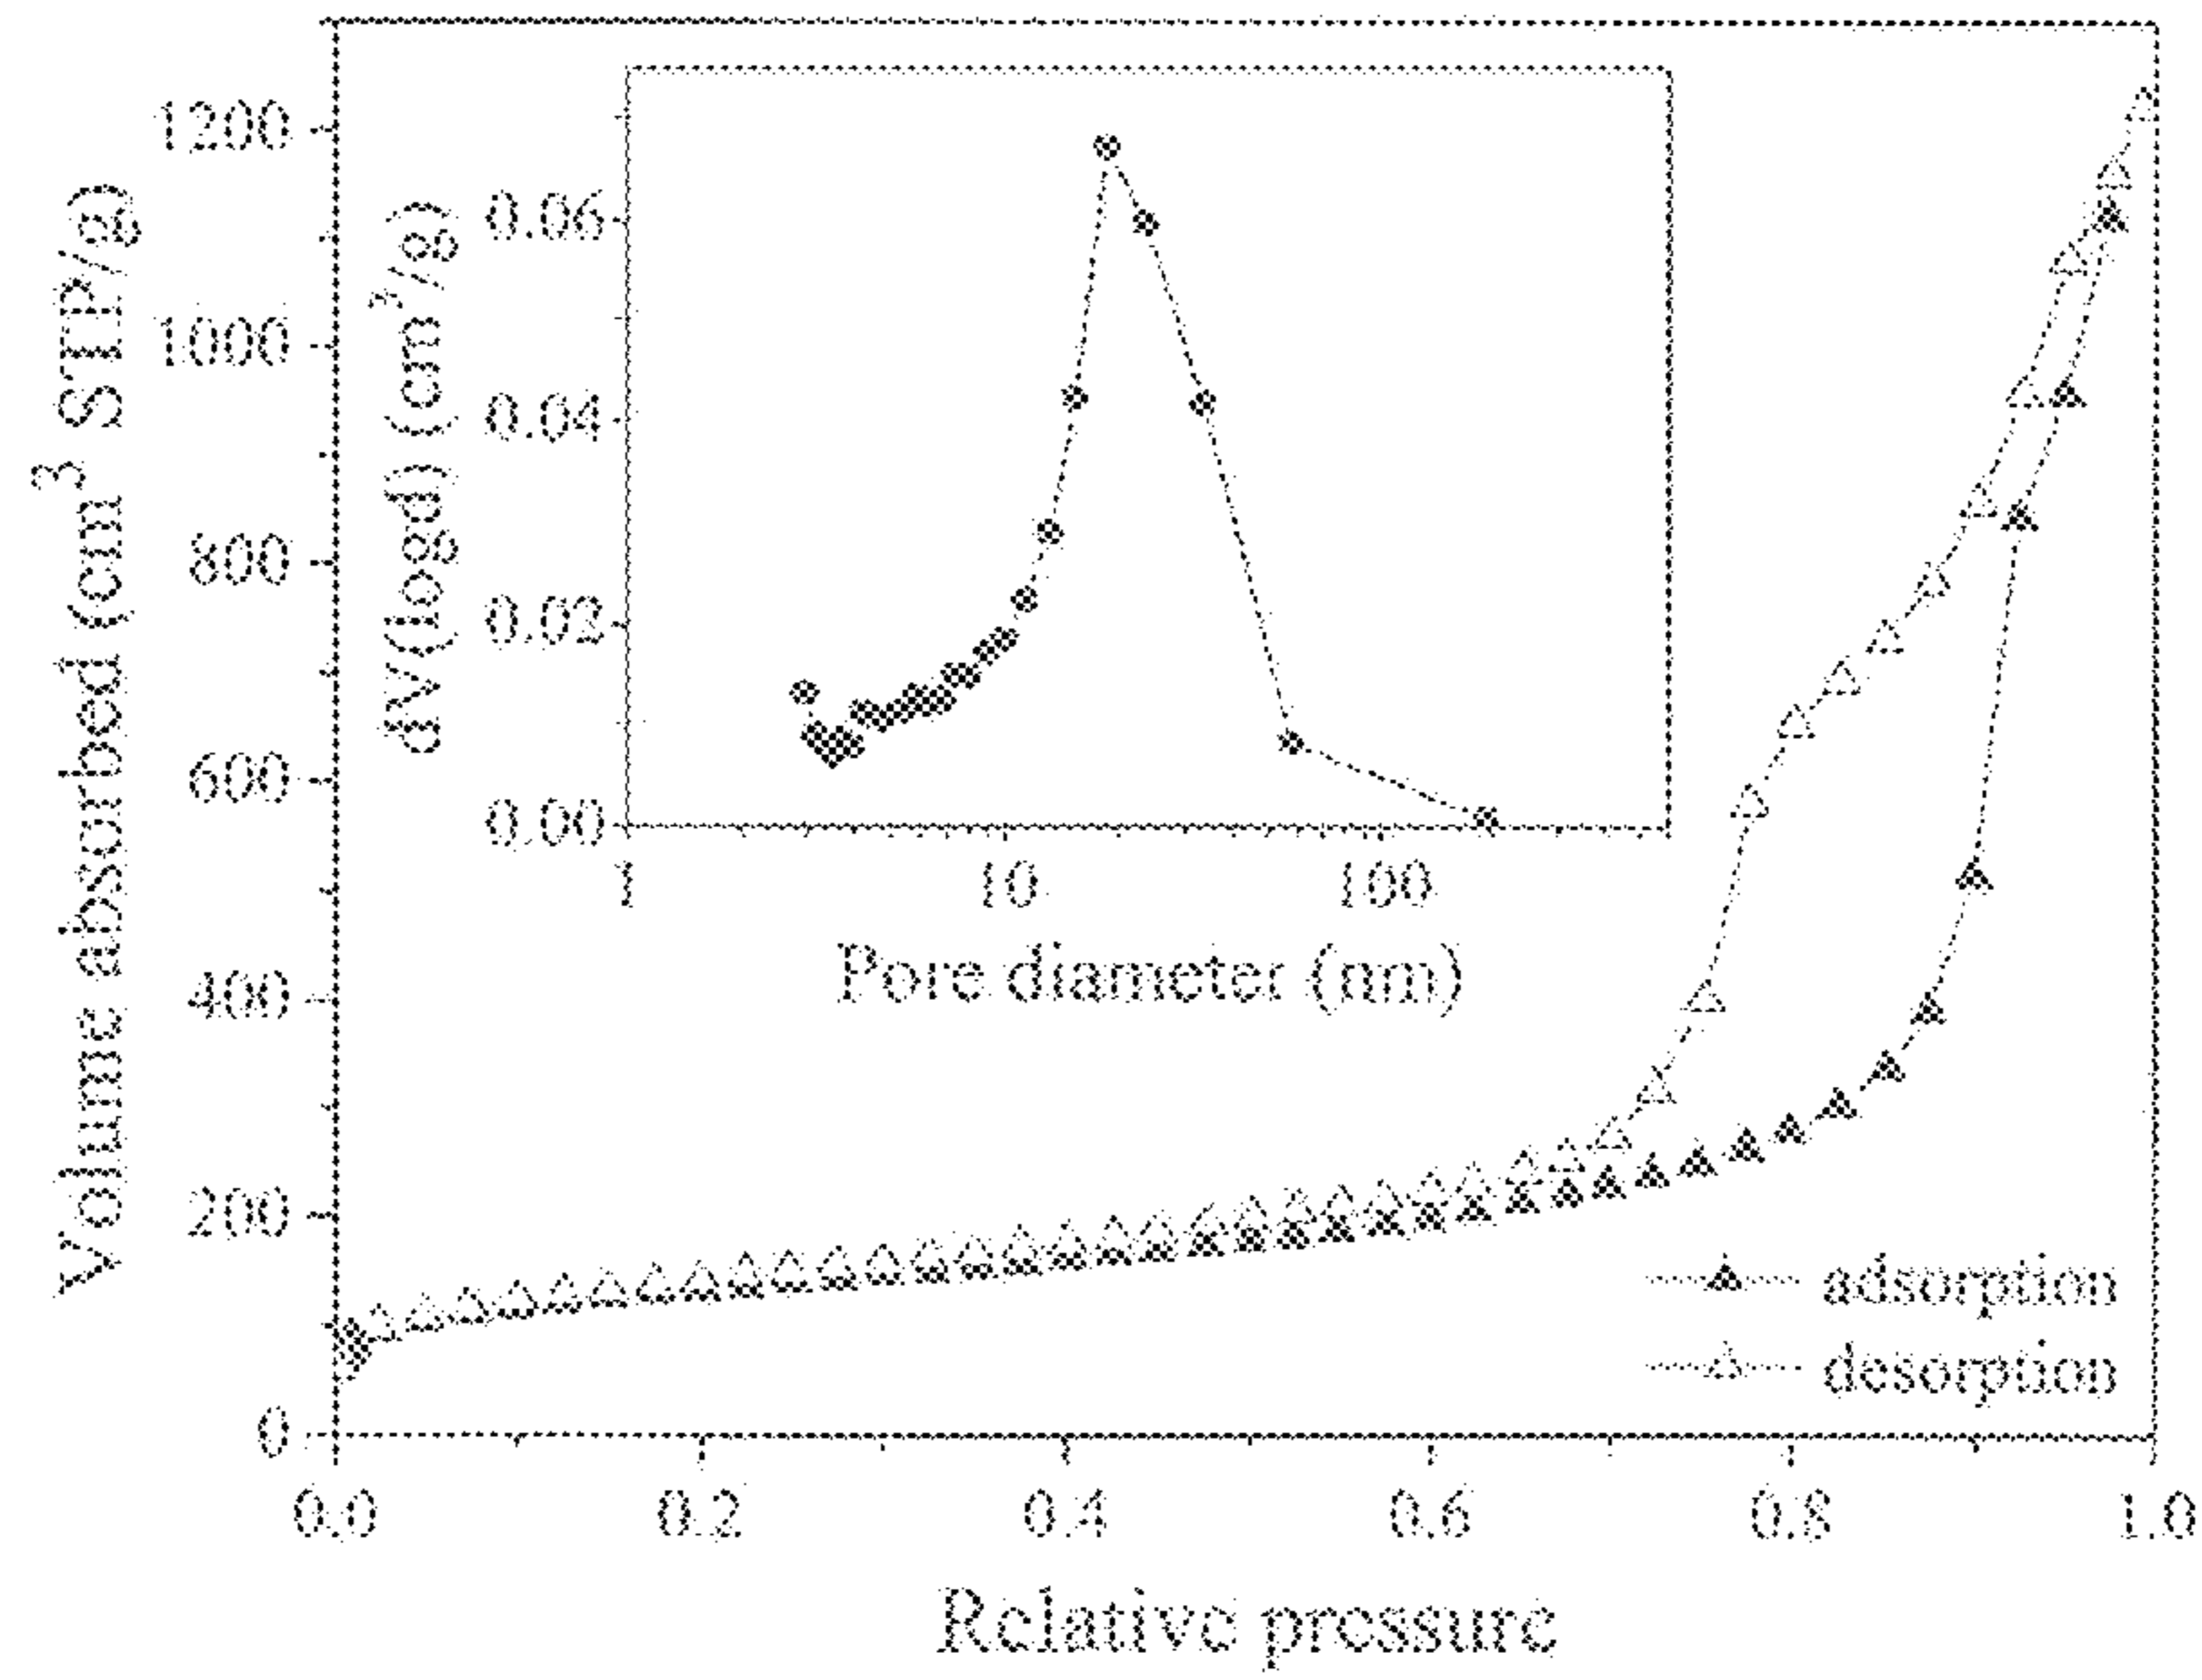 Volume absorbed (cm³ STP/g)
1200
1000
800
600
400
200
0
dV(logd) (cm³/g)
0.06
0.04
0.02
0.00
1 10 100
Pore diameter (nm)
adsorption
desorption
0.0 0.2 0.4 0.6 0.8 1.0
Relative pressure